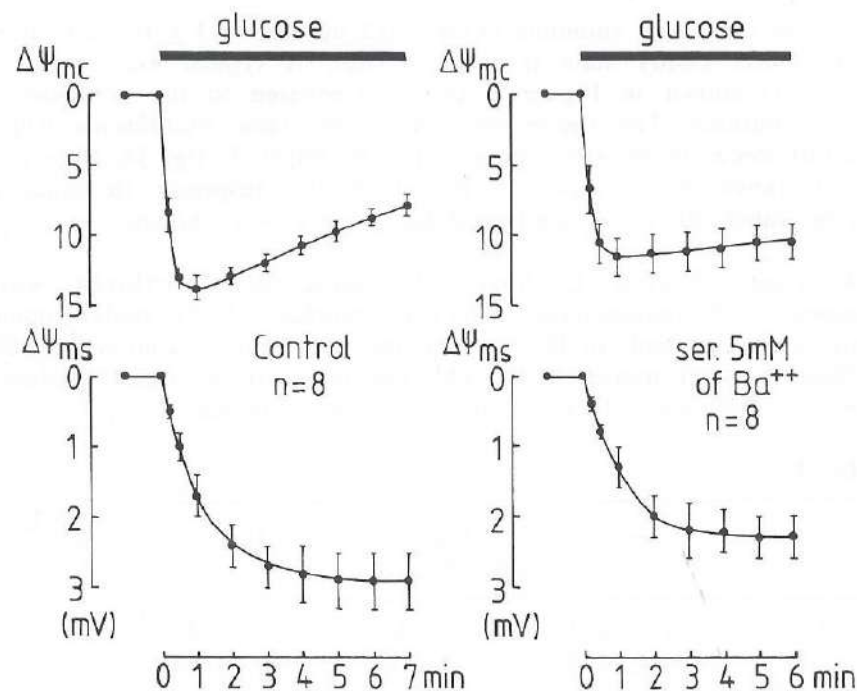 glucose
ΔΨmc
0
5
10
15
ΔΨms
Control
n=8
0
1
2
3
(mV)
0 1 2 3 4 5 6 7 min
glucose
ΔΨmc
0
5
10
15
ΔΨms
ser. 5mM
of Ba++
n=8
0
1
2
3
0 1 2 3 4 5 6 min